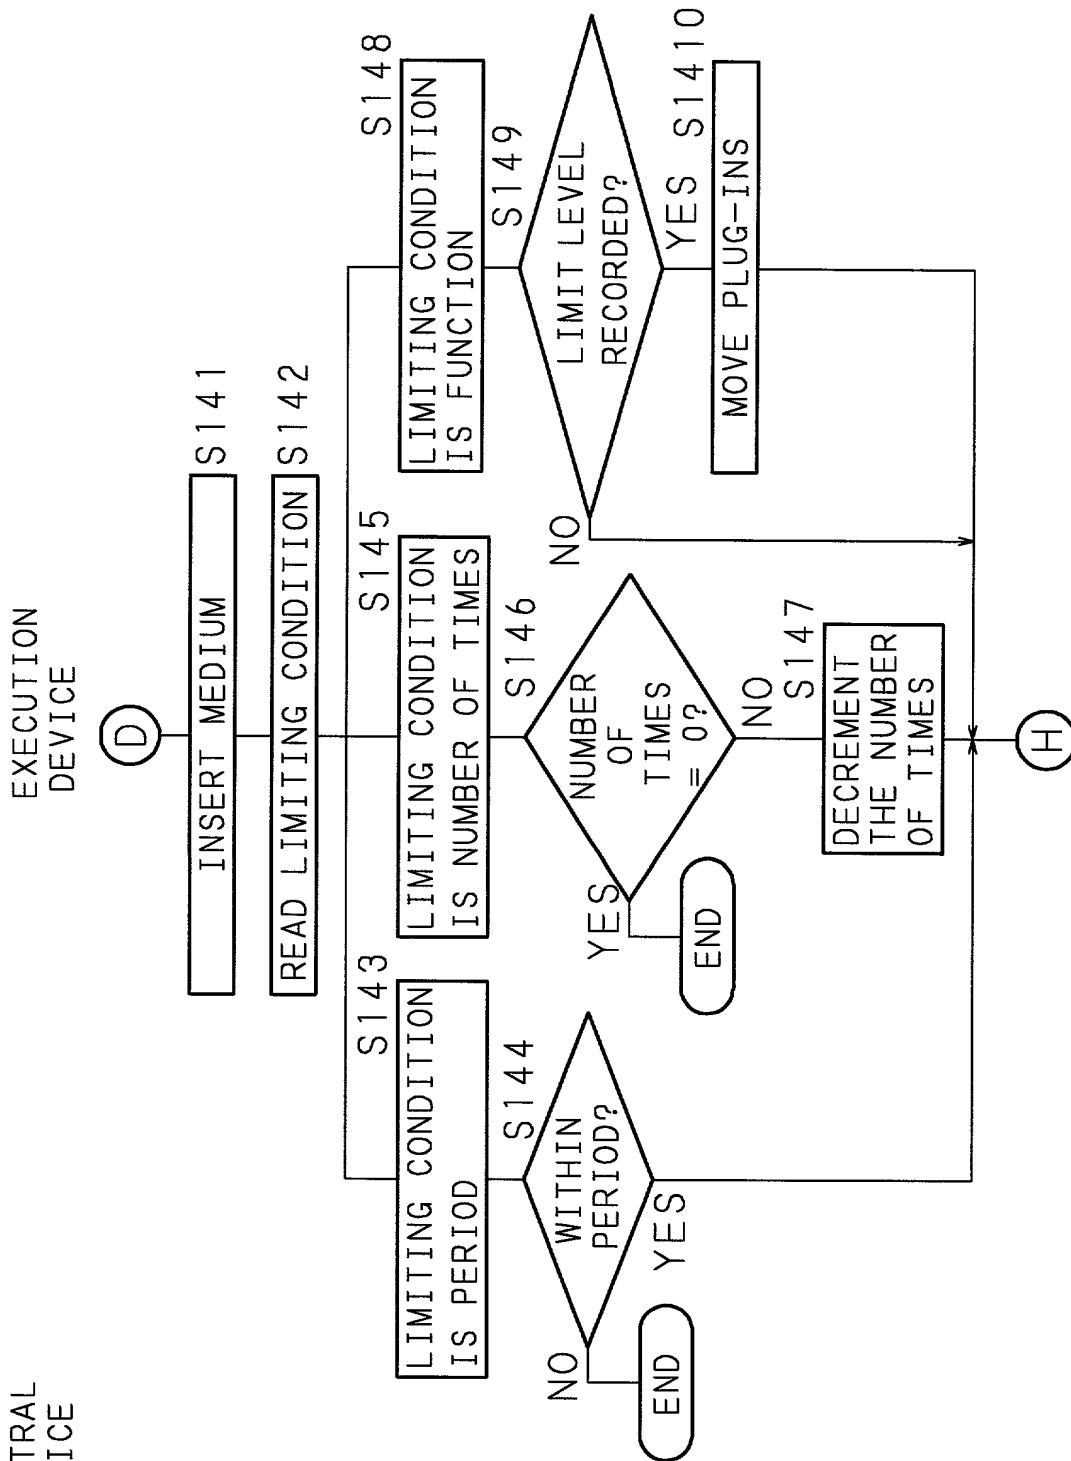 TRAL
ICE
EXECUTION
DEVICE
D
INSERT MEDIUM
S141
READ LIMITING CONDITION
S142
S143
LIMITING CONDITION
IS PERIOD
S144
WITHIN
PERIOD?
NO
END
YES
S145
LIMITING CONDITION
IS NUMBER OF TIMES
S146
NUMBER
OF
TIMES
= 0?
YES
END
NO
S147
DECREMENT
THE NUMBER
OF TIMES
S148
LIMITING CONDITION
IS FUNCTION
S149
LIMIT LEVEL
RECORDED?
NO
YES
S1410
MOVE PLUG-INS
H